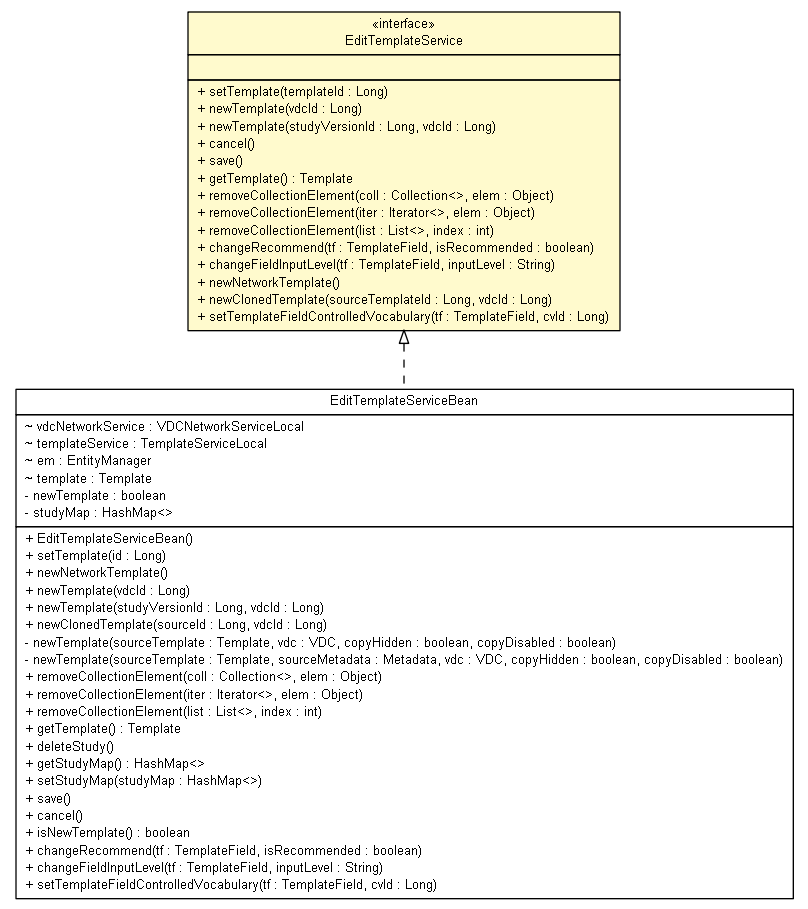 «interface»
EditTemplateService
+ setTemplate(templateId : Long)
+ newTemplate(vdcId : Long)
+ newTemplate(studyVersionId : Long, vdcId : Long)
+ cancel()
+ save()
+ getTemplate() : Template
+ removeCollectionElement(coll : Collection<>, elem : Object)
+ removeCollectionElement(iter : Iterator<>, elem : Object)
+ removeCollectionElement(list : List<>, index : int)
+ changeRecommend(tf : TemplateField, isRecommended : boolean)
+ changeFieldInputLevel(tf : TemplateField, inputLevel : String)
+ newNetworkTemplate()
+ newClonedTemplate(sourceTemplateId : Long, vdcId : Long)
+ setTemplateFieldControlledVocabulary(tf : TemplateField, cvId : Long)
EditTemplateServiceBean
~ vdcNetworkService : VDCNetworkServiceLocal
~ templateService : TemplateServiceLocal
~ em : EntityManager
~ template : Template
- newTemplate : boolean
- studyMap : HashMap<>
+ EditTemplateServiceBean()
+ setTemplate(id : Long)
+ newNetworkTemplate()
+ newTemplate(vdcId : Long)
+ newTemplate(studyVersionId : Long, vdcId : Long)
+ newClonedTemplate(sourceId : Long, vdcId : Long)
- newTemplate(sourceTemplate : Template, vdc : VDC, copyHidden : boolean, copyDisabled : boolean)
- newTemplate(sourceTemplate : Template, sourceMetadata : Metadata, vdc : VDC, copyHidden : boolean, copyDisabled : boolean)
+ removeCollectionElement(coll : Collection<>, elem : Object)
+ removeCollectionElement(iter : Iterator<>, elem : Object)
+ removeCollectionElement(list : List<>, index : int)
+ getTemplate() : Template
+ deleteStudy()
+ getStudyMap() : HashMap<>
+ setStudyMap(studyMap : HashMap<>)
+ save()
+ cancel()
+ isNewTemplate() : boolean
+ changeRecommend(tf : TemplateField, isRecommended : boolean)
+ changeFieldInputLevel(tf : TemplateField, inputLevel : String)
+ setTemplateFieldControlledVocabulary(tf : TemplateField, cvId : Long)